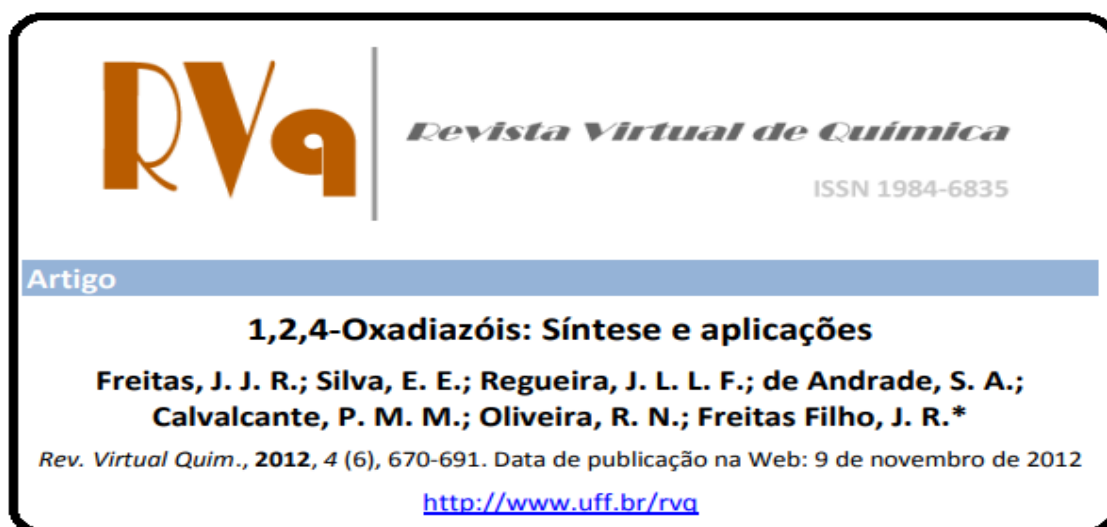 RVq
Revista Virtual de Química
ISSN 1984-6835
Artigo
1,2,4-Oxadiazóis: Síntese e aplicações
Freitas, J. J. R.; Silva, E. E.; Regueira, J. L. L. F.; de Andrade, S. A.;
Calvalcante, P. M. M.; Oliveira, R. N.; Freitas Filho, J. R.*
Rev. Virtual Quim., 2012, 4 (6), 670-691. Data de publicação na Web: 9 de novembro de 2012
http://www.uff.br/rvq